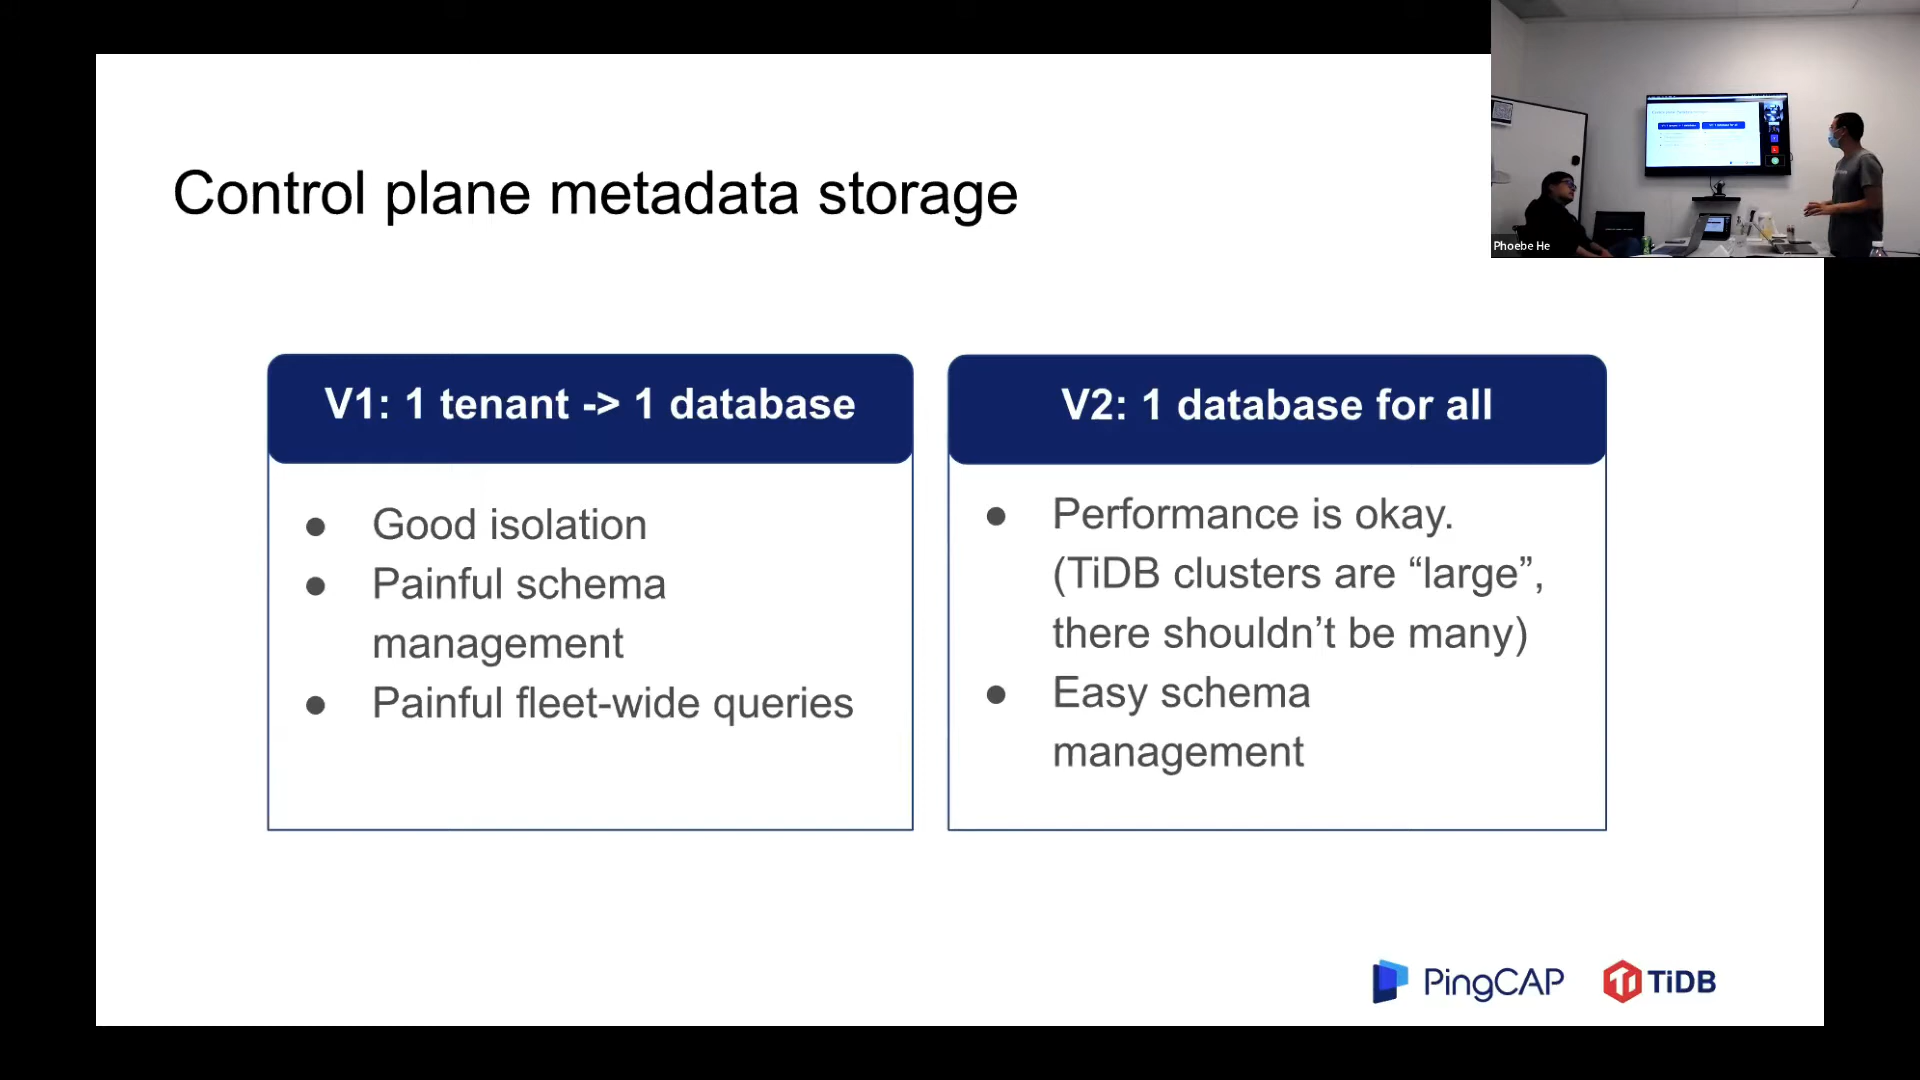 Control plane metadata storage
V1: 1 tenant -> 1 database
● Good isolation
● Painful schema
management
● Painful fleet-wide queries
V2: 1 database for all
● Performance is okay.
(TiDB clusters are “large”,
there shouldn’t be many)
● Easy schema
management
PingCAP
TiDB
Phoebe He